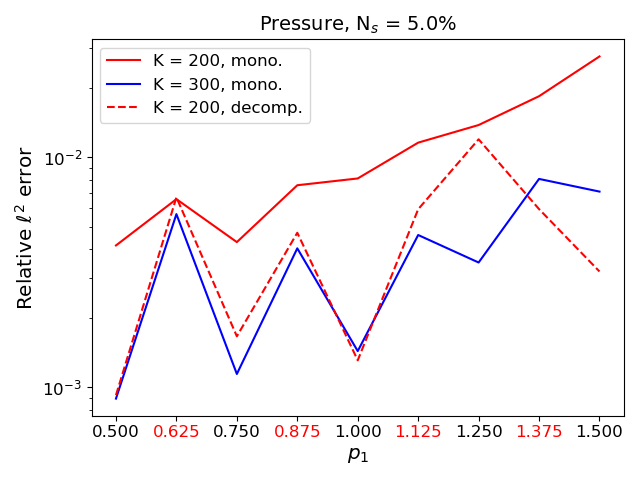 Pressure, Nₛ = 5.0%
K = 200, mono.
K = 300, mono.
K = 200, decomp.
Relative ℓ² error
10⁻²
10⁻³
0.500 0.625 0.750 0.875 1.000 1.125 1.250 1.375 1.500
p₁